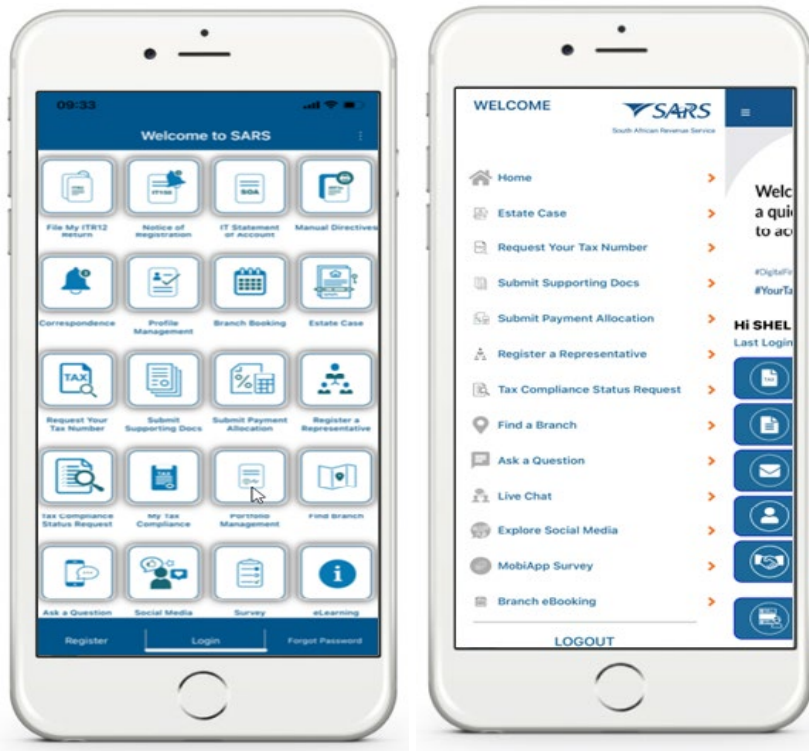 09:33
Welcome to SARS
File My ITR12
Return
Notice of
Registration
IT Statement
of Account
Manual Directives
Correspondence
Profile
Management
Branch Booking
Estate Case
TAX
Request Your
Tax Number
Submit
Supporting Docs
Submit Payment
Allocation
Register a
Representative
Tax Compliance
Status Request
My Tax
Compliance
Portfolio
Management
Find Branch
Ask a Question
Social Media
Survey
eLearning
Register
Login
Forgot Password
WELCOME
SARS
South African Revenue Service
Home
Estate Case
Request Your Tax Number
Submit Supporting Docs
Submit Payment Allocation
Register a Representative
Tax Compliance Status Request
Find a Branch
Ask a Question
Live Chat
Explore Social Media
MobiApp Survey
Branch eBooking
LOGOUT
Welc
a qui
to acc
#DigitalFi
#YourTa
Hi SHEL
Last Login